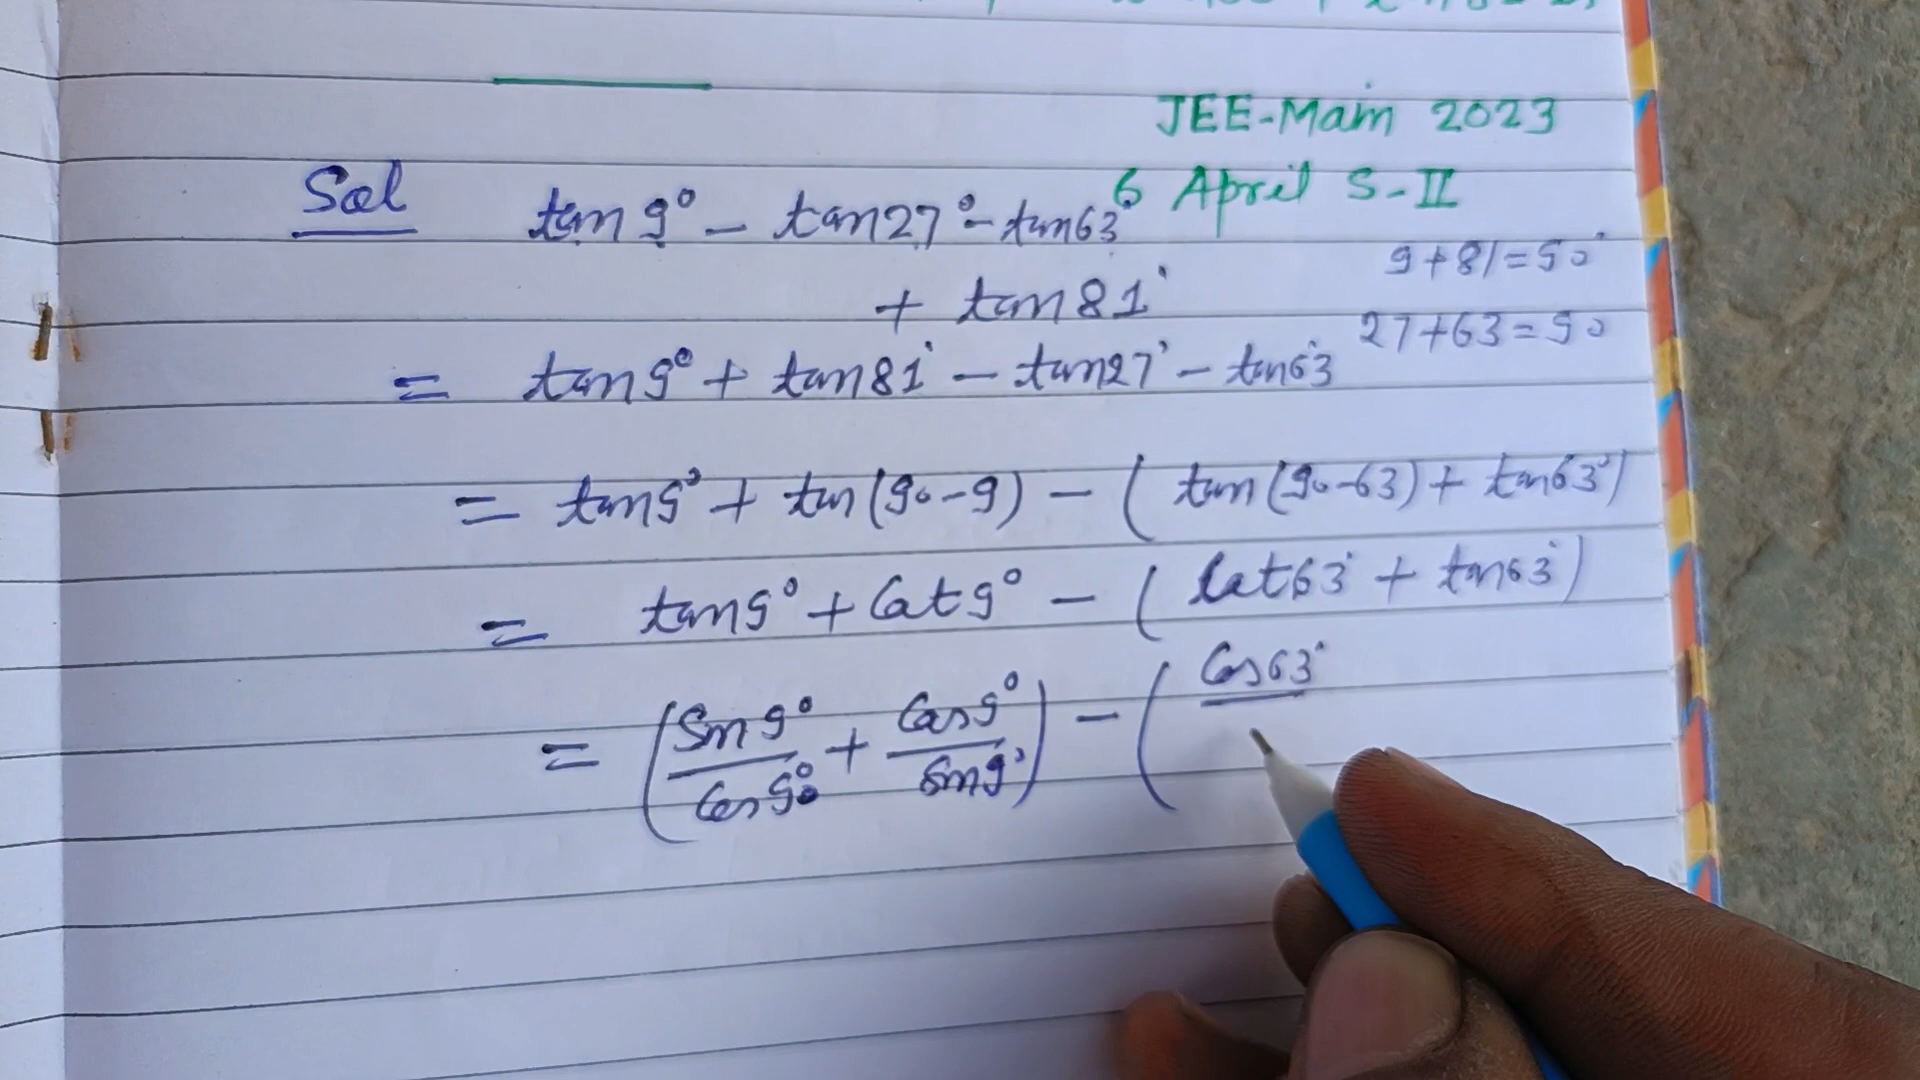 JEE-Main 2023
6 April S-II
Sol tan 9° - tan 27° - tan 63°
9 + 81 = 90°
+ tan 81°
27 + 63 = 90
= tan 9° + tan 81° - tan 27° - tan 63
= tan 9° + tan (90-9) - ( tan (90-63) + tan 63° )
= tan 9° + Cot 9° - ( Cot 63° + tan 63° )
= ( Sin 9° / Cos 9° + Cos 9° / Sin 9° ) - ( Cos 63°